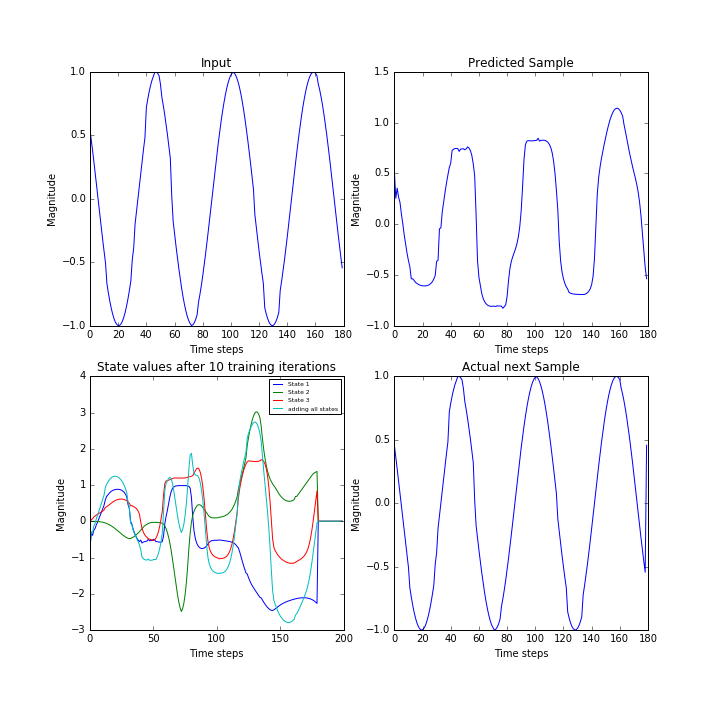 Input
Magnitude
1.0
0.5
0.0
−0.5
−1.0
0 20 40 60 80 100 120 140 160 180
Time steps
Predicted Sample
Magnitude
1.5
1.0
0.5
0.0
−0.5
−1.0
0 20 40 60 80 100 120 140 160 180
Time steps
State values after 10 training iterations
Magnitude
4
3
2
1
0
−1
−2
−3
0 50 100 150 200
Time steps
State 1
State 2
State 3
adding all states
Actual next Sample
Magnitude
1.0
0.5
0.0
−0.5
−1.0
0 20 40 60 80 100 120 140 160 180
Time steps